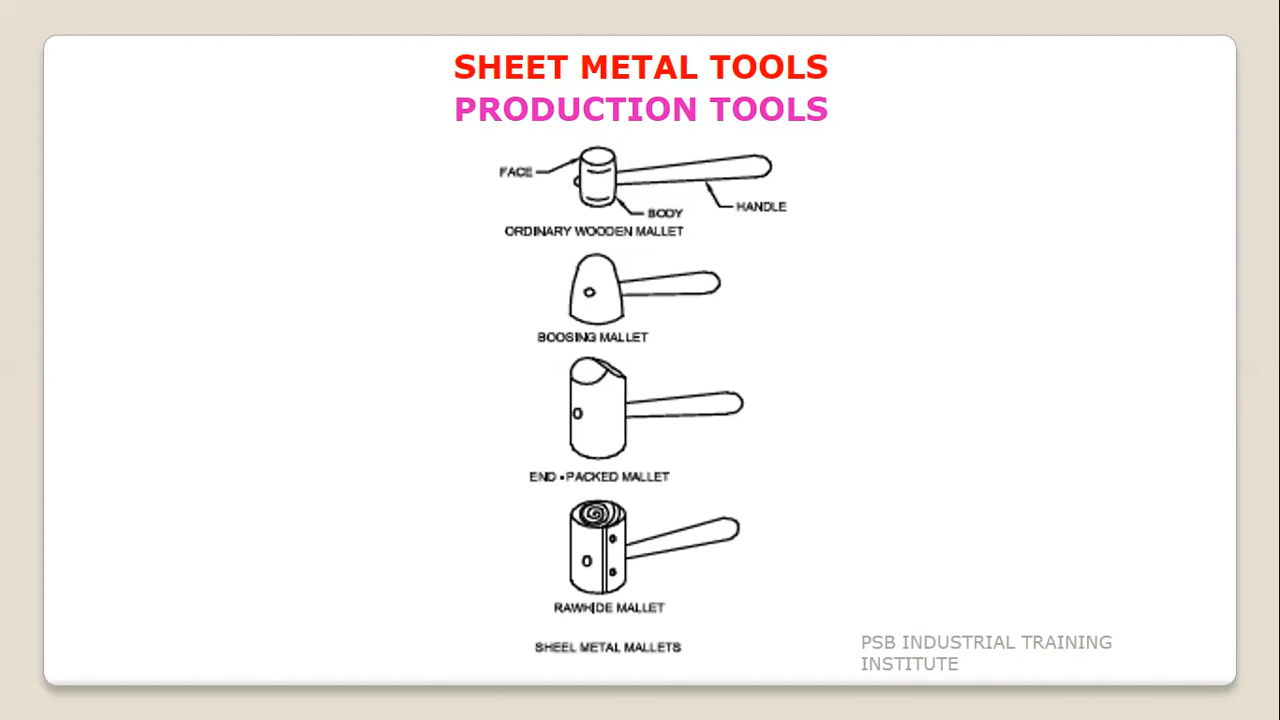 SHEET METAL TOOLS
PRODUCTION TOOLS
FACE
BODY
HANDLE
ORDINARY WOODEN MALLET
BOOSING MALLET
END - PACKED MALLET
RAWHIDE MALLET
SHEEL METAL MALLETS
PSB INDUSTRIAL TRAINING
INSTITUTE